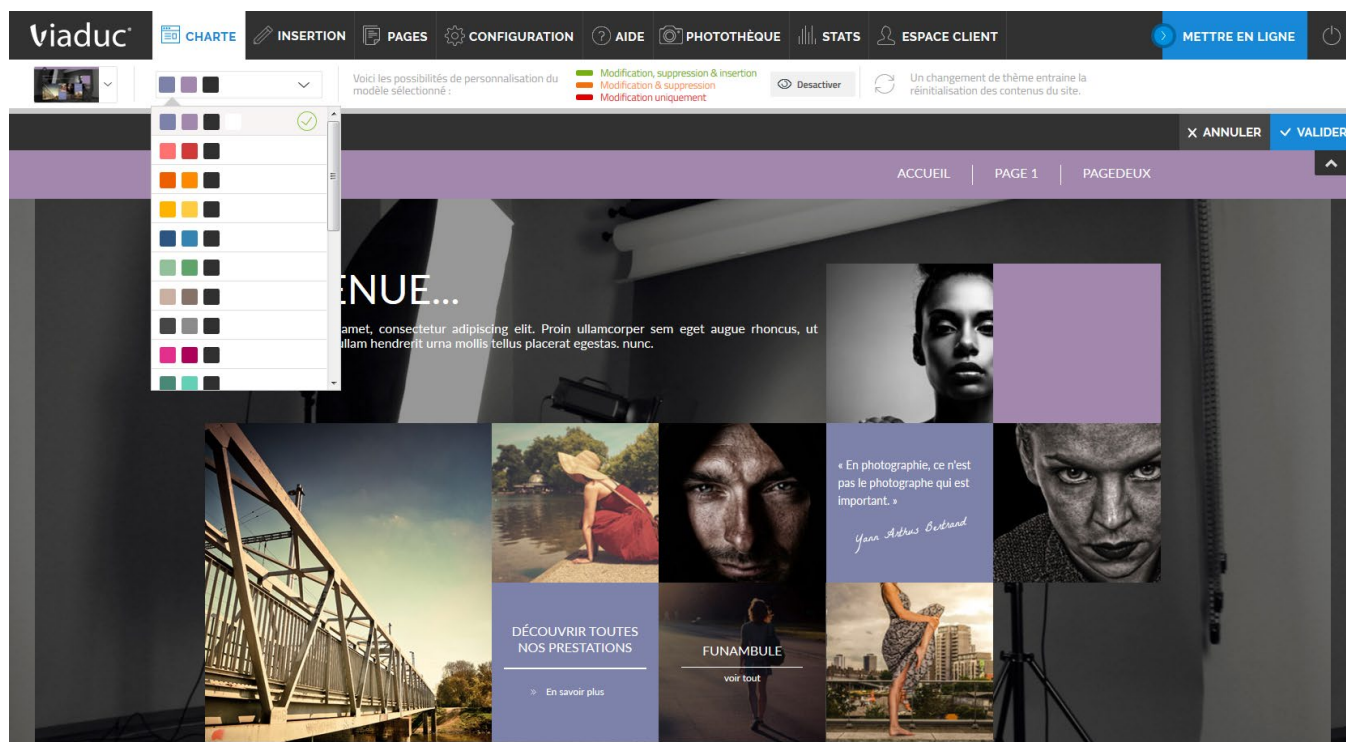 Viaduc
CHARTE INSERTION PAGES CONFIGURATION AIDE PHOTOTHÈQUE STATS ESPACE CLIENT METTRE EN LIGNE
Voici les possibilités de personnalisation du
modèle sélectionné :
Modification, suppression & insertion
Modification & suppression
Modification uniquement
Desactiver
Un changement de thème entraine la
réinitialisation des contenus du site.
X ANNULER VALIDER
ACCUEIL PAGE 1 PAGEDEUX
ENUE...
amet, consectetur adipiscing elit. Proin ullamcorper sem eget augue rhoncus, ut
hendrerit urna mollis tellus placerat egestas. nunc.
« En photographie, ce n'est
pas le photographe qui est
important. »
Yann Arthus Bertrand
DÉCOUVRIR TOUTES
NOS PRESTATIONS
» En savoir plus
FUNAMBULE
voir tout